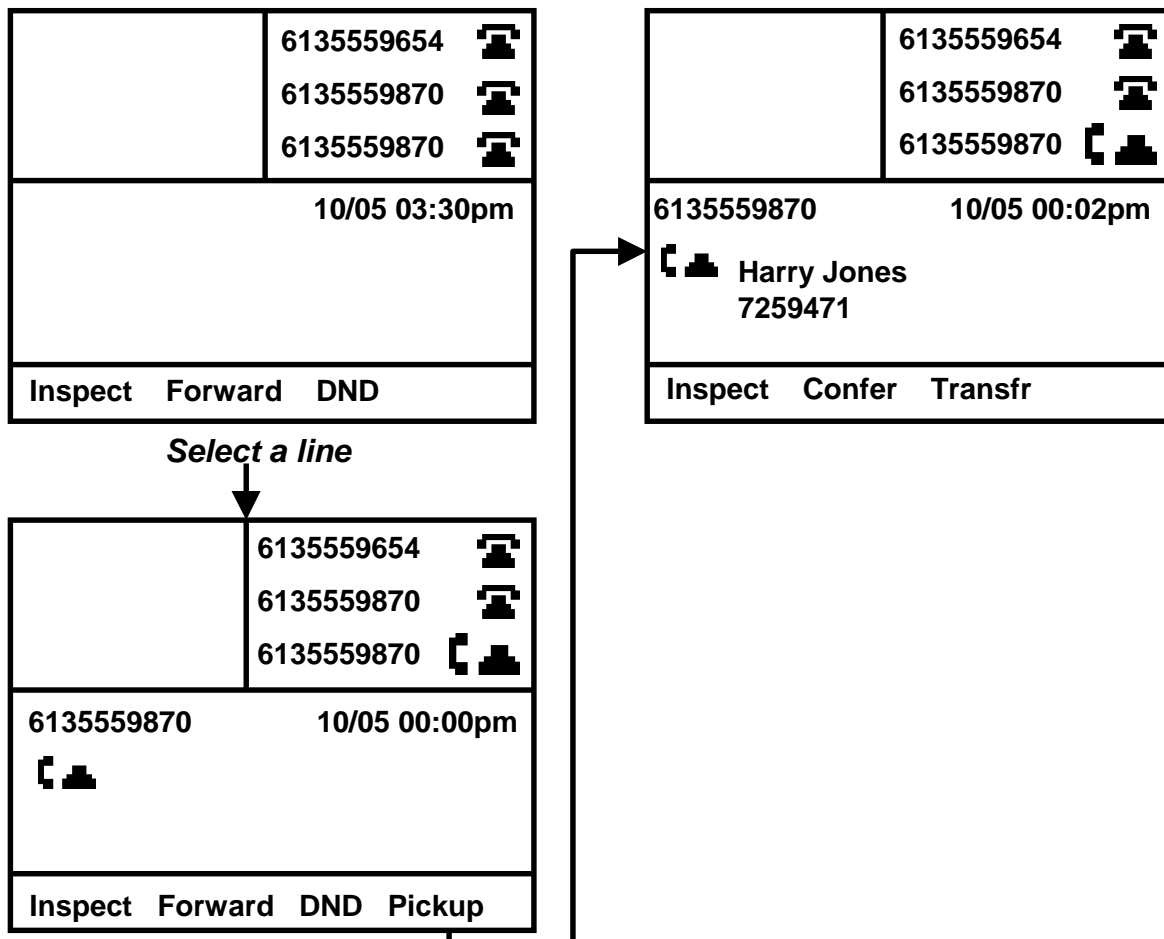 6135559654
6135559870
6135559870
10/05 03:30pm
Inspect Forward DND
Select a line
6135559654
6135559870
6135559870
6135559870 10/05 00:00pm
Inspect Forward DND Pickup
6135559654
6135559870
6135559870
6135559870 10/05 00:02pm
Harry Jones
7259471
Inspect Confer Transfr